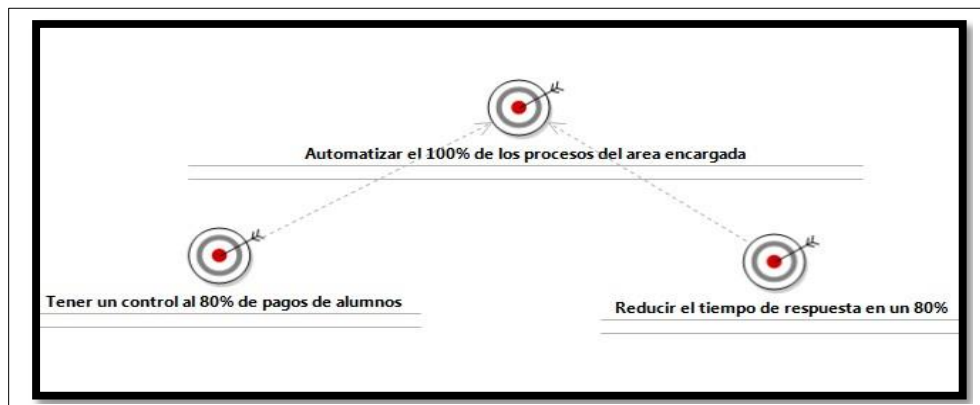 Automatizar el 100% de los procesos del area encargada
Tener un control al 80% de pagos de alumnos
Reducir el tiempo de respuesta en un 80%